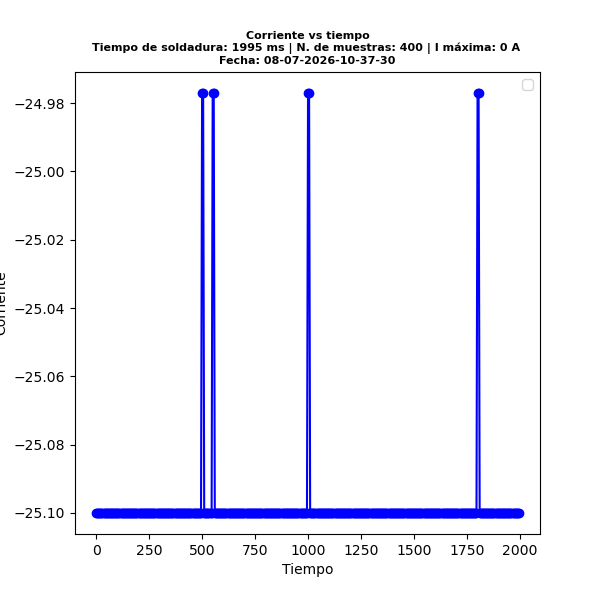 Corriente vs tiempo
Tiempo de soldadura: 1995 ms | N. de muestras: 400 | I máxima: 0 A
Fecha: 08-07-2026-10-37-30
−24.98
−25.00
−25.02
−25.04
−25.06
−25.08
−25.10
Corriente
0 250 500 750 1000 1250 1500 1750 2000
Tiempo